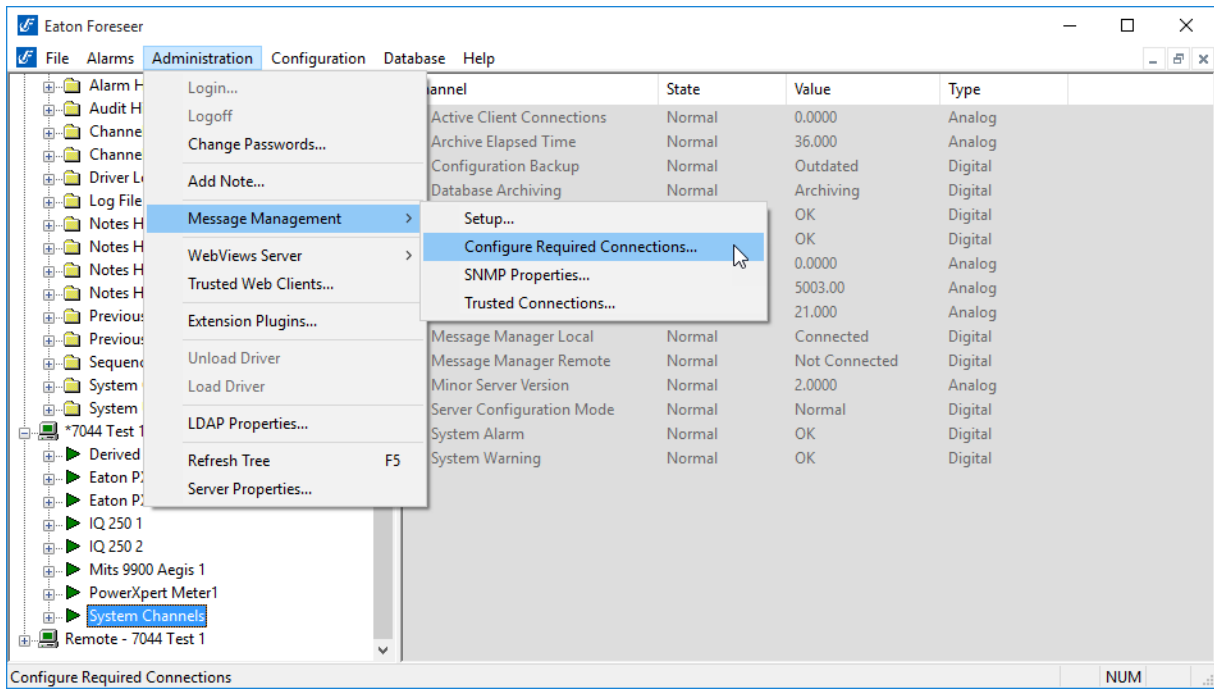 Eaton Foreseer
File Alarms Administration Configuration Database Help
Alarm H
Audit H
Channe
Channe
Driver L
Log File
Notes H
Notes H
Notes H
Notes H
Previous
Previous
Sequenc
System
System
*7044 Test 1
Derived
Eaton P
Eaton P
IQ 250 1
IQ 250 2
Mits 9900 Aegis 1
PowerXpert Meter1
System Channels
Remote - 7044 Test 1
Login...
Logoff
Change Passwords...
Add Note...
Message Management
WebViews Server
Trusted Web Clients...
Extension Plugins...
Unload Driver
Load Driver
LDAP Properties...
Refresh Tree F5
Server Properties...
Setup...
Configure Required Connections...
SNMP Properties...
Trusted Connections...
annel State Value Type
Active Client Connections Normal 0.0000 Analog
Archive Elapsed Time Normal 36.000 Analog
Configuration Backup Normal Outdated Digital
Database Archiving Normal Archiving Digital
OK Digital
OK Digital
0.0000 Analog
5003.00 Analog
21.000 Analog
Message Manager Local Normal Connected Digital
Message Manager Remote Normal Not Connected Digital
Minor Server Version Normal 2.0000 Analog
Server Configuration Mode Normal Normal Digital
System Alarm Normal OK Digital
System Warning Normal OK Digital
Configure Required Connections NUM